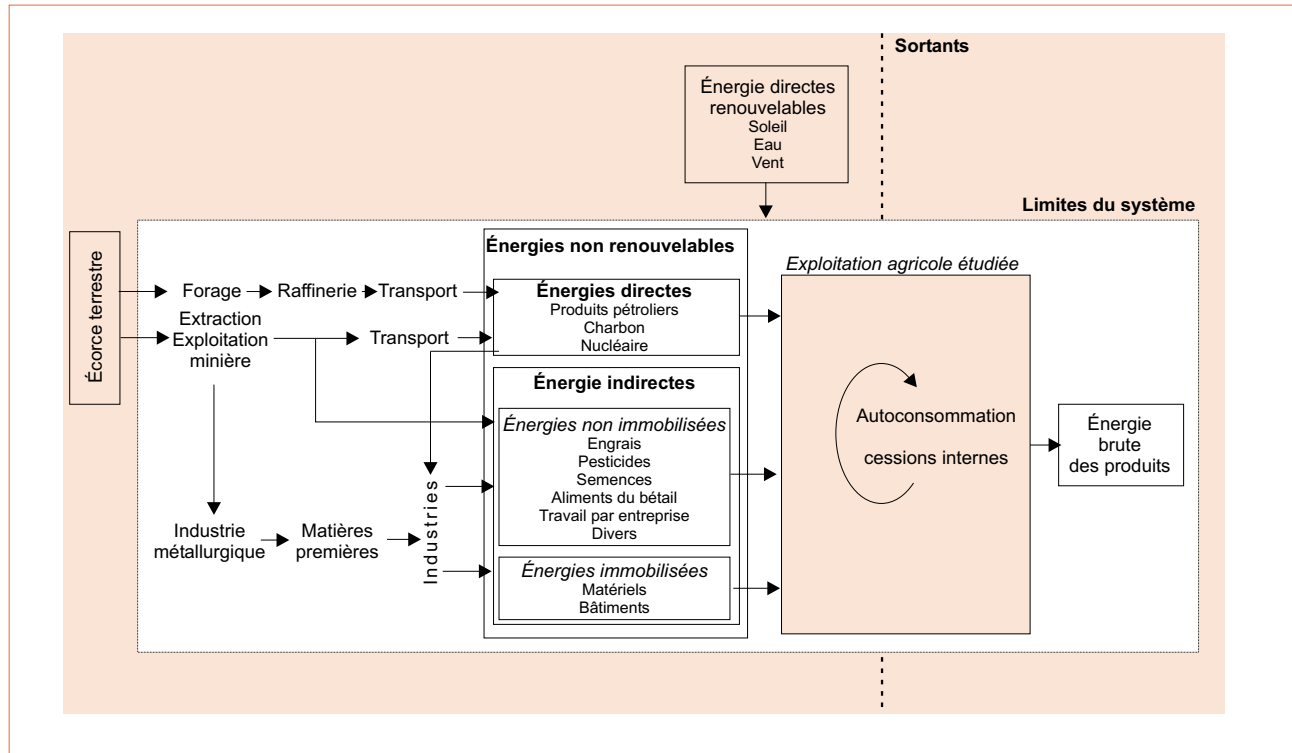 Sortants
Énergie directes
renouvelables
Soleil
Eau
Vent
Limites du système
Écorce terrestre
Forage
Raffinerie
Transport
Extraction
Exploitation
minière
Transport
Industrie
métallurgique
Matières
premières
Industries
Énergies non renouvelables
Énergies directes
Produits pétroliers
Charbon
Nucléaire
Énergie indirectes
Énergies non immobilisées
Engrais
Pesticides
Semences
Aliments du bétail
Travail par entreprise
Divers
Énergies immobilisées
Matériels
Bâtiments
Exploitation agricole étudiée
Autoconsommation
cessions internes
Énergie
brute
des produits